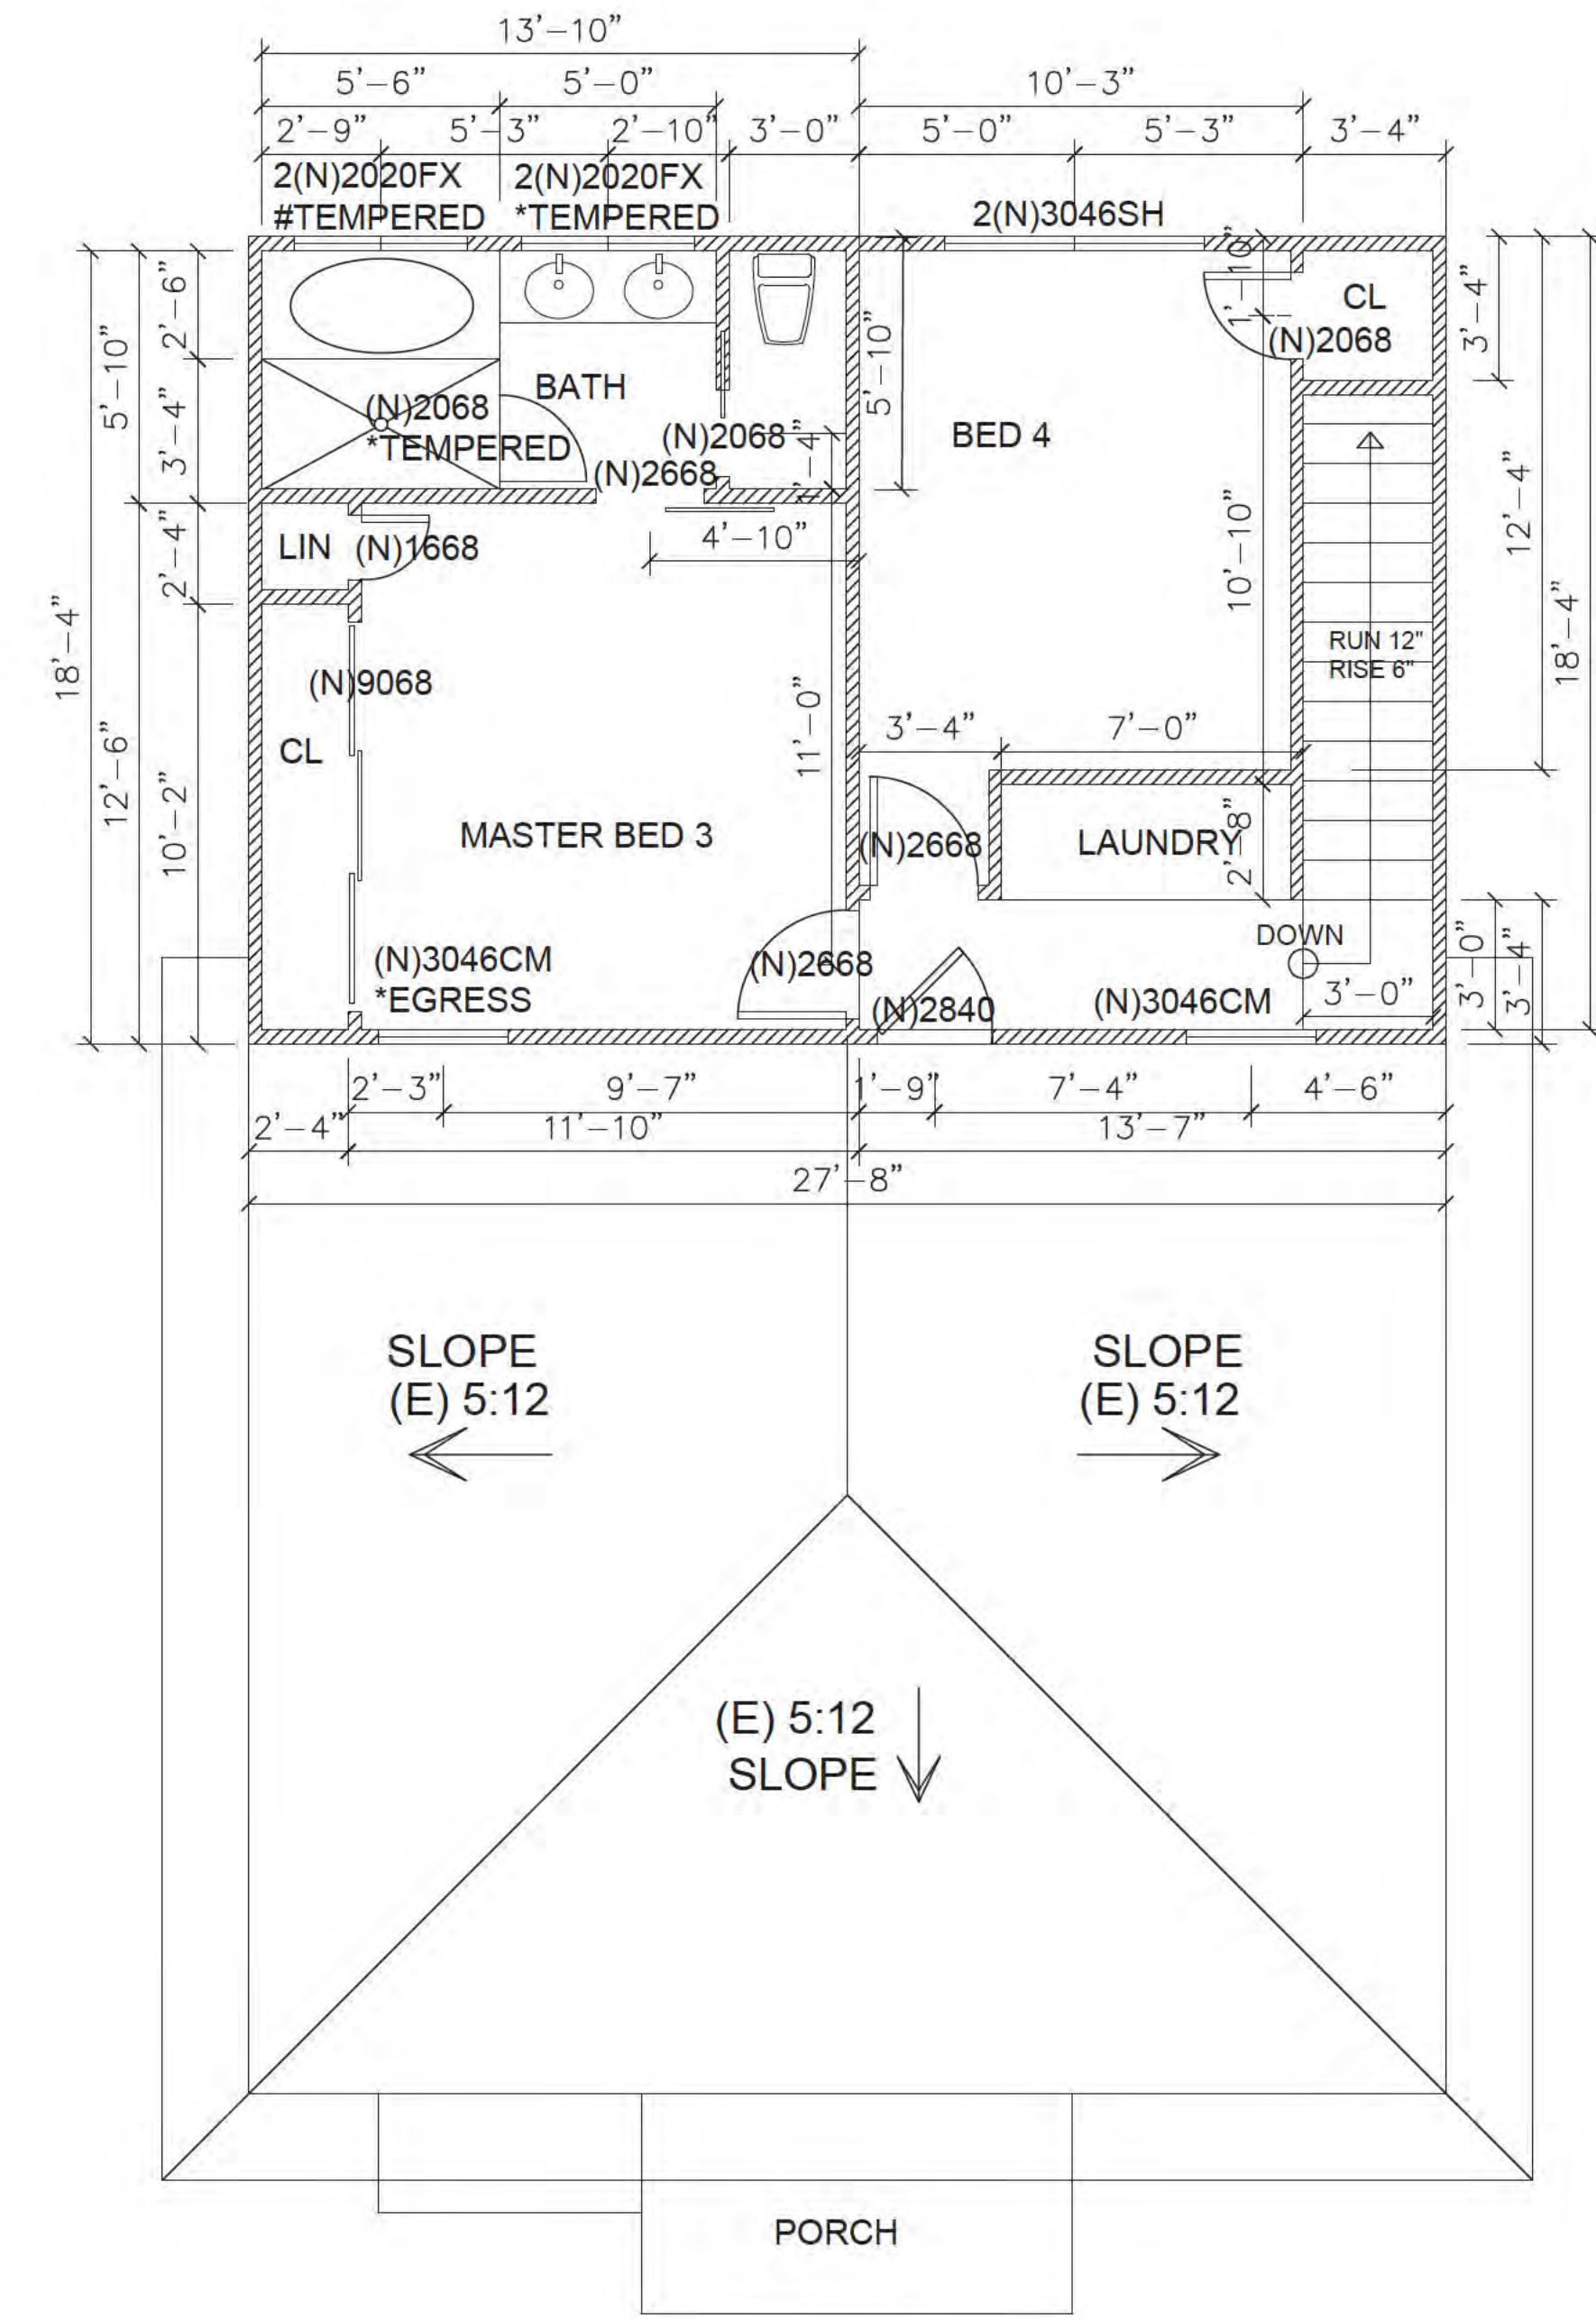 13'-10"
5'-6" 5'-0" 10'-3"
2'-9" 5'-3" 2'-10" 3'-0" 5'-0" 5'-3" 3'-4"
2(N)2020FX
#TEMPERED
2(N)2020FX
*TEMPERED
2(N)3046SH
18'-4"
5'-10"
12'-6"
2'-6"
3'-4"
2'-4"
10'-2"
BATH
(N)2068
*TEMPERED
(N)2068
(N)2668
1'-4"
4'-10"
5'-10"
BED 4
1'-10"
CL
(N)2068
3'-4"
12'-4"
18'-4"
LIN
(N)1668
10'-10"
RUN 12"
RISE 6"
(N)9068
CL
11'-0"
3'-4" 7'-0"
MASTER BED 3
(N)2668
LAUNDRY
2'-8"
DOWN
(N)3046CM
*EGRESS
(N)2668
(N)2840
(N)3046CM
3'-0"
3'-0"
3'-4"
2'-3" 9'-7" 1'-9" 7'-4" 4'-6"
2'-4" 11'-10" 13'-7"
27'-8"
SLOPE
(E) 5:12
SLOPE
(E) 5:12
(E) 5:12
SLOPE
PORCH